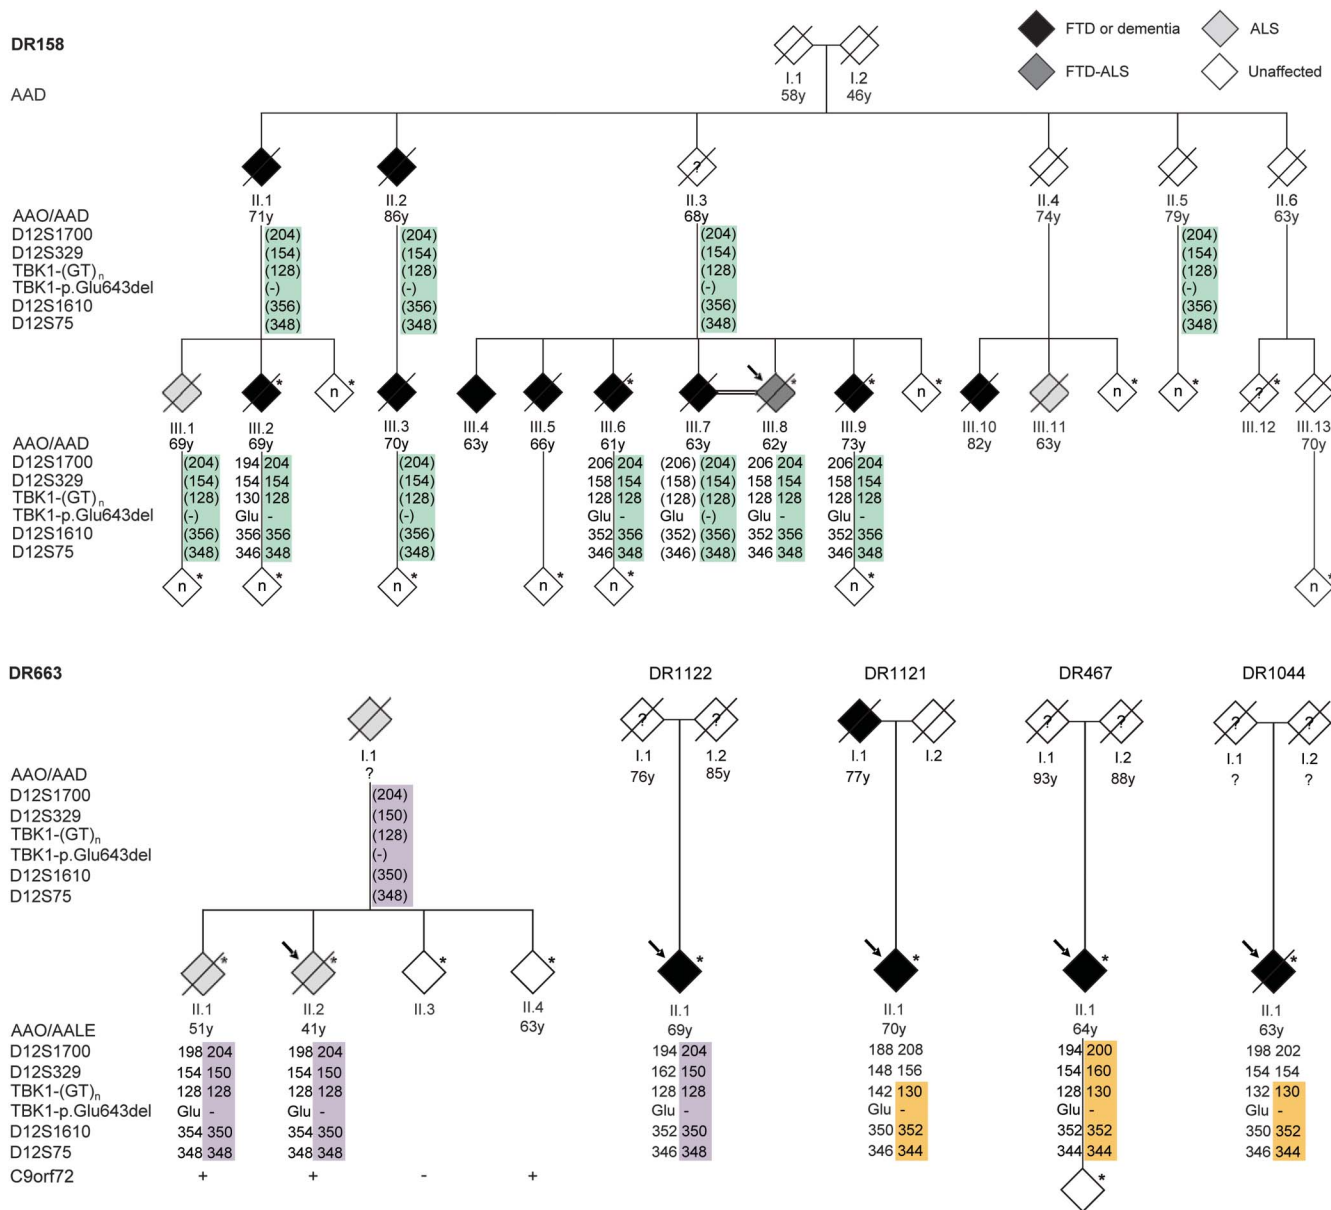 DR158
FTD or dementia ALS
FTD-ALS Unaffected
I.1 I.2
AAD 58y 46y
?
II.1 II.2 II.3 II.4 II.5 II.6
AAO/AAD 71y 86y 68y 74y 79y 63y
D12S1700 (204) (204) (204) (204)
D12S329 (154) (154) (154) (154)
TBK1-(GT)n (128) (128) (128) (128)
TBK1-p.Glu643del (-) (-) (-) (-)
D12S1610 (356) (356) (356) (356)
D12S75 (348) (348) (348) (348)
* n* * * * * n* n* n* ?*
III.1 III.2 III.3 III.4 III.5 III.6 III.7 III.8 III.9 III.10 III.11 III.12 III.13
AAO/AAD 69y 69y 70y 63y 66y 61y 63y 62y 73y 82y 63y 70y
D12S1700 (204) 194 204 (204) 206 204 (206) (204) 206 204 206 204
D12S329 (154) 154 154 (154) 158 154 (158) (154) 158 154 158 154
TBK1-(GT)n (128) 130 128 (128) 128 128 (128) (128) 128 128 128 128
TBK1-p.Glu643del (-) Glu - (-) Glu - Glu (-) Glu - Glu -
D12S1610 (356) 356 356 (356) 352 356 (352) (356) 352 356 352 356
D12S75 (348) 346 348 (348) 346 348 (346) (348) 346 348 346 348
n* n* n* n* n* n* n*
DR663 DR1122 DR1121 DR467 DR1044
? ? ? ? ? ?
I.1 I.1 1.2 I.1 I.2 I.1 I.2 I.1 I.2
AAO/AAD ? 76y 85y 77y 93y 88y ? ?
D12S1700 (204)
D12S329 (150)
TBK1-(GT)n (128)
TBK1-p.Glu643del (-)
D12S1610 (350)
D12S75 (348)
* * * * * * * *
II.1 II.2 II.3 II.4 II.1 II.1 II.1 II.1
AAO/AALE 51y 41y 63y 69y 70y 64y 63y
D12S1700 198 204 198 204 194 204 188 208 194 200 198 202
D12S329 154 150 154 150 162 150 148 156 154 160 154 154
TBK1-(GT)n 128 128 128 128 128 128 142 130 128 130 132 130
TBK1-p.Glu643del Glu - Glu - Glu - Glu - Glu - Glu -
D12S1610 354 350 354 350 352 350 350 352 352 352 350 352
D12S75 348 348 348 348 346 348 346 344 344 344 346 344
C9orf72 + + - +
*